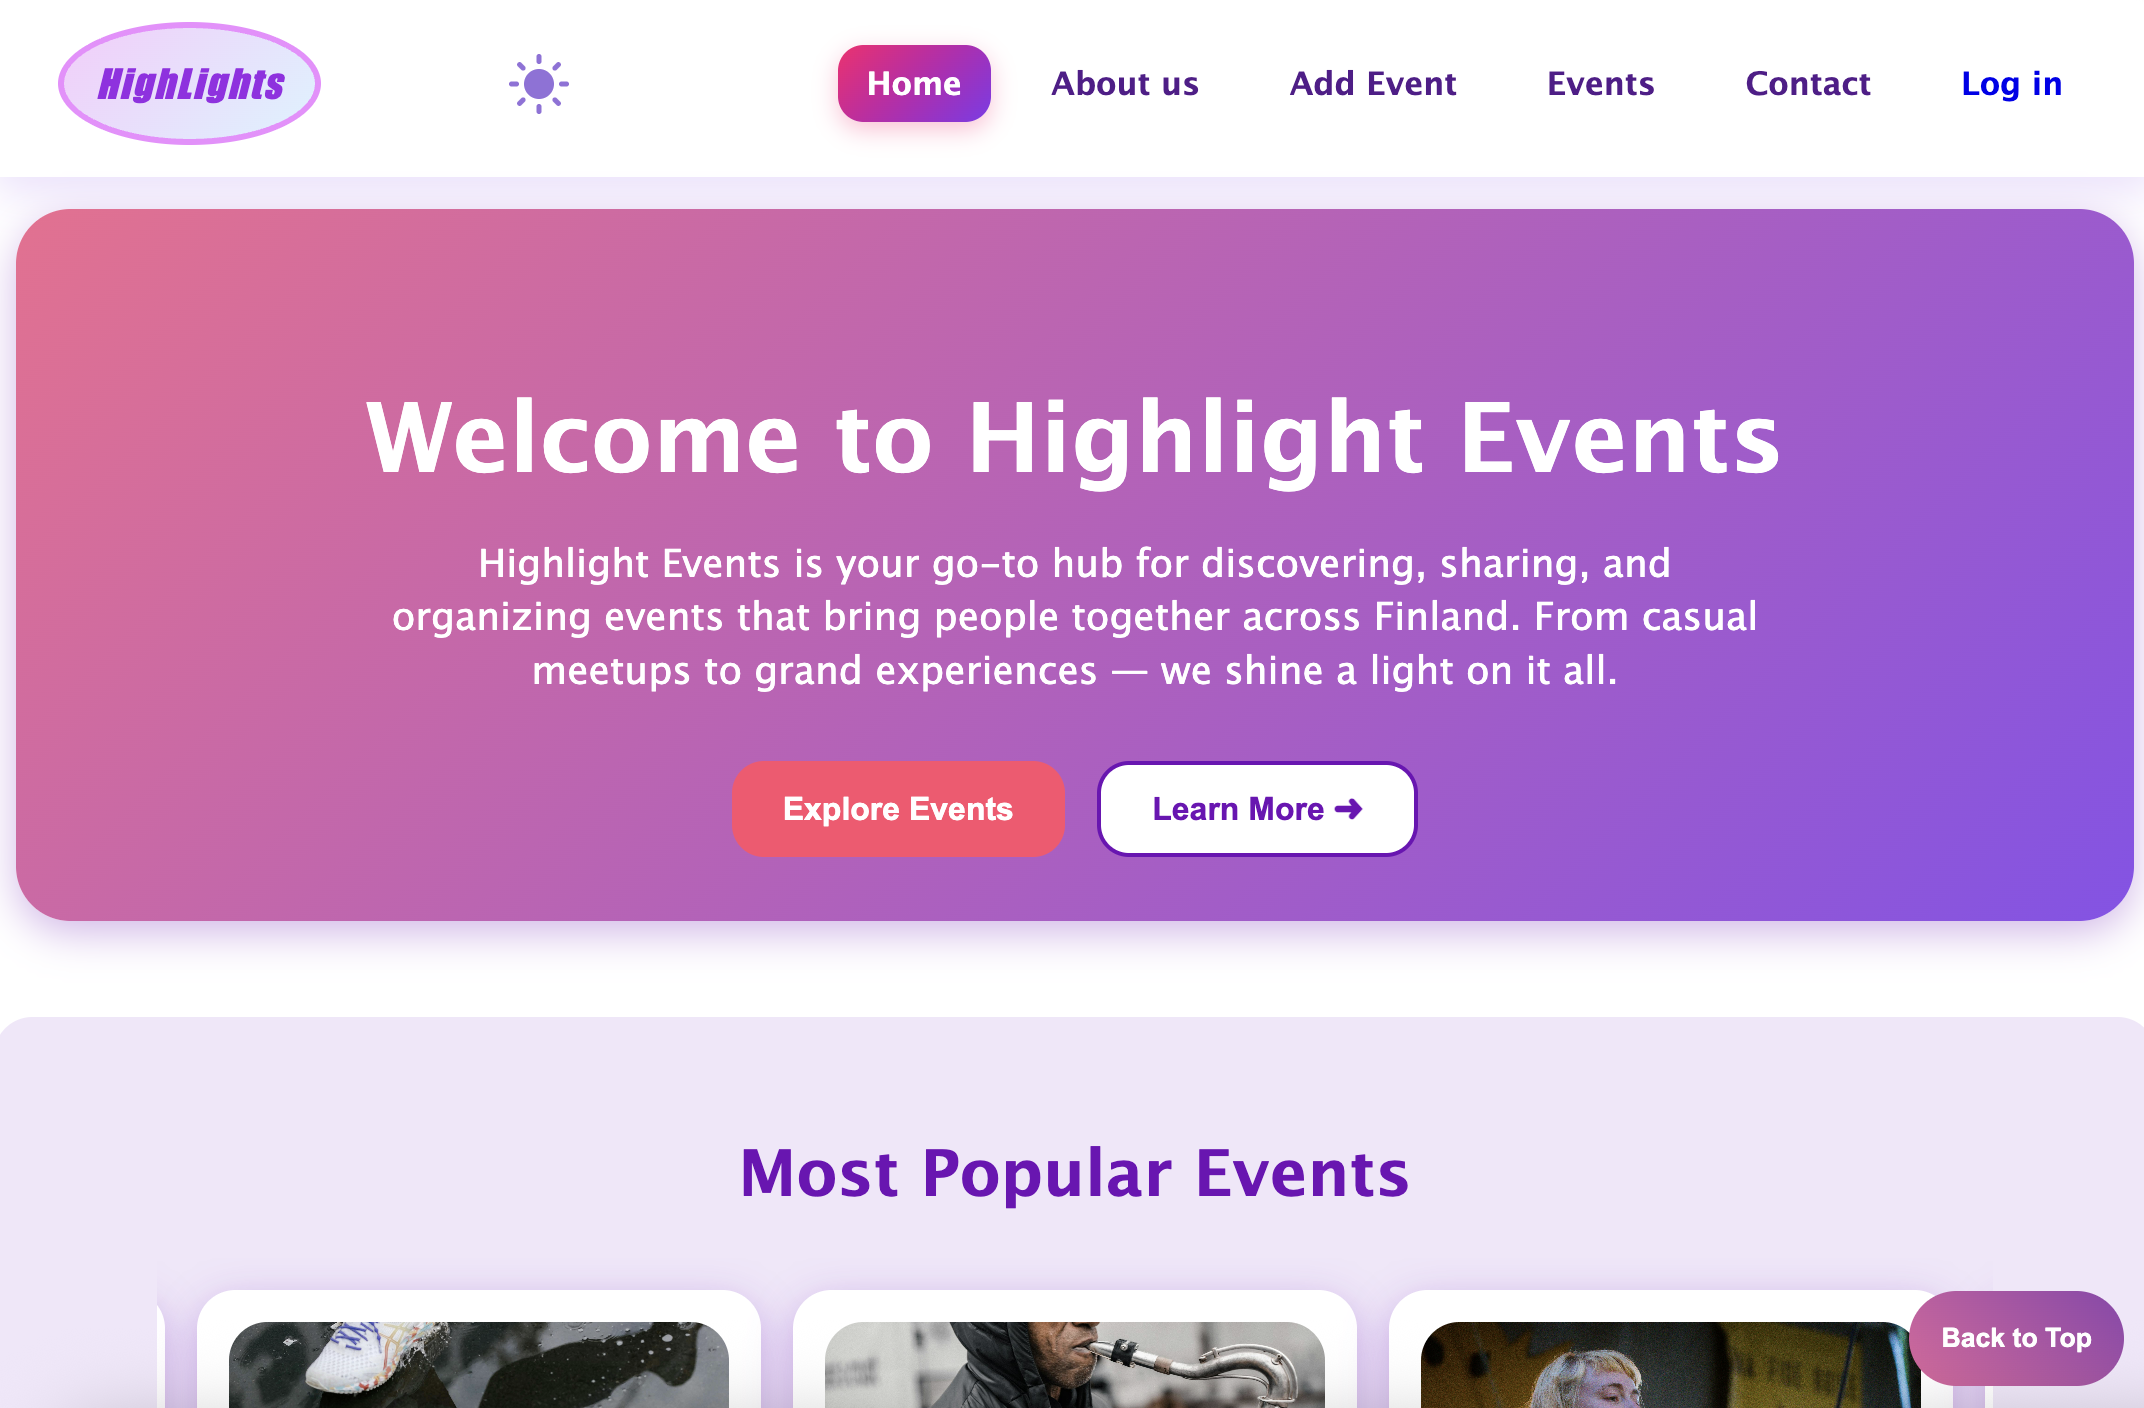 HighLights
Home
About us
Add Event
Events
Contact
Log in
Welcome to Highlight Events
Highlight Events is your go-to hub for discovering, sharing, and
organizing events that bring people together across Finland. From casual
meetups to grand experiences — we shine a light on it all.
Explore Events
Learn More ➜
Most Popular Events
Back to Top